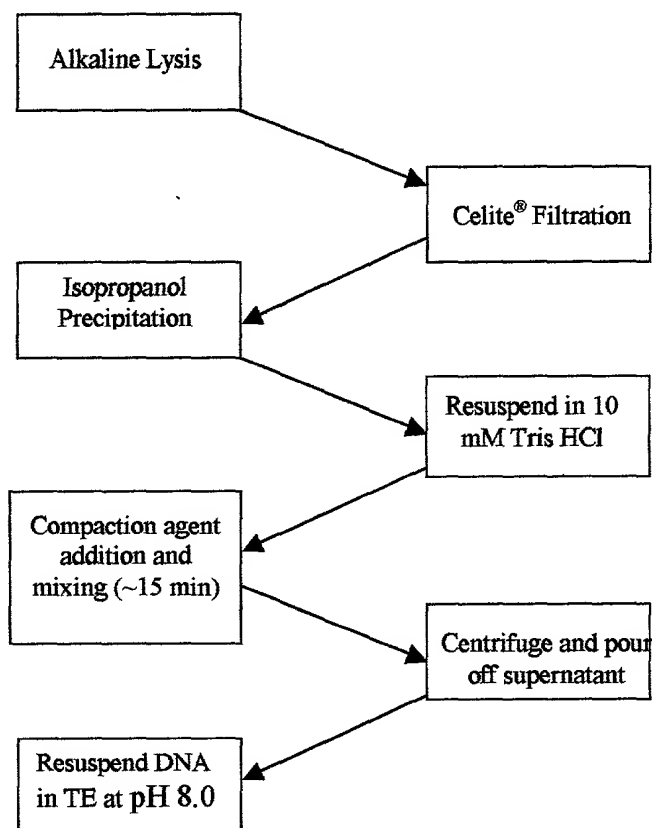 Alkaline Lysis
Celite® Filtration
Isopropanol
Precipitation
Resuspend in 10
mM Tris HCl
Compaction agent
addition and
mixing (~15 min)
Centrifuge and pour
off supernatant
Resuspend DNA
in TE at pH 8.0